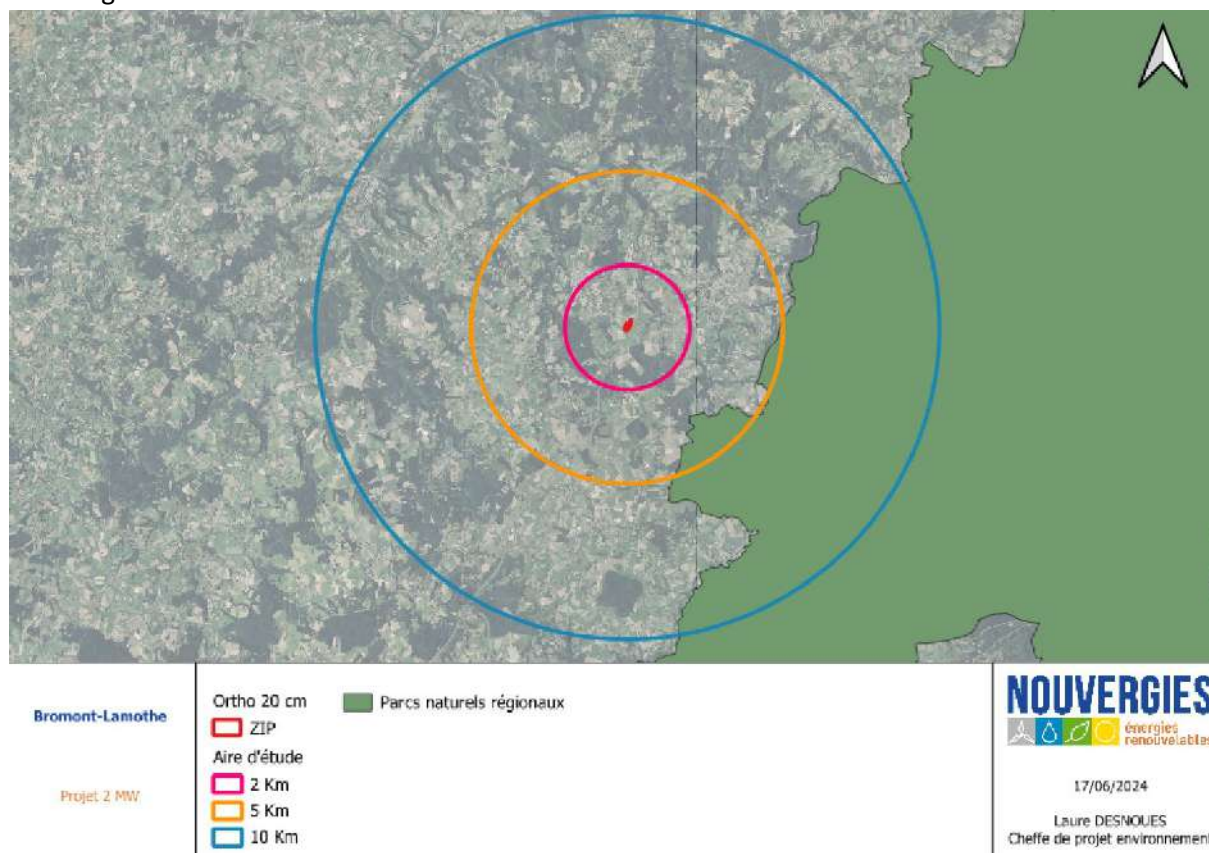 Bromont-Lamothe
Projet 2 MW
Ortho 20 cm
ZIP
Aire d'étude
2 Km
5 Km
10 Km
Parcs naturels régionaux
NOUVERGIES
énergies
renouvelables
17/06/2024
Laure DESNOUES
Cheffe de projet environnement